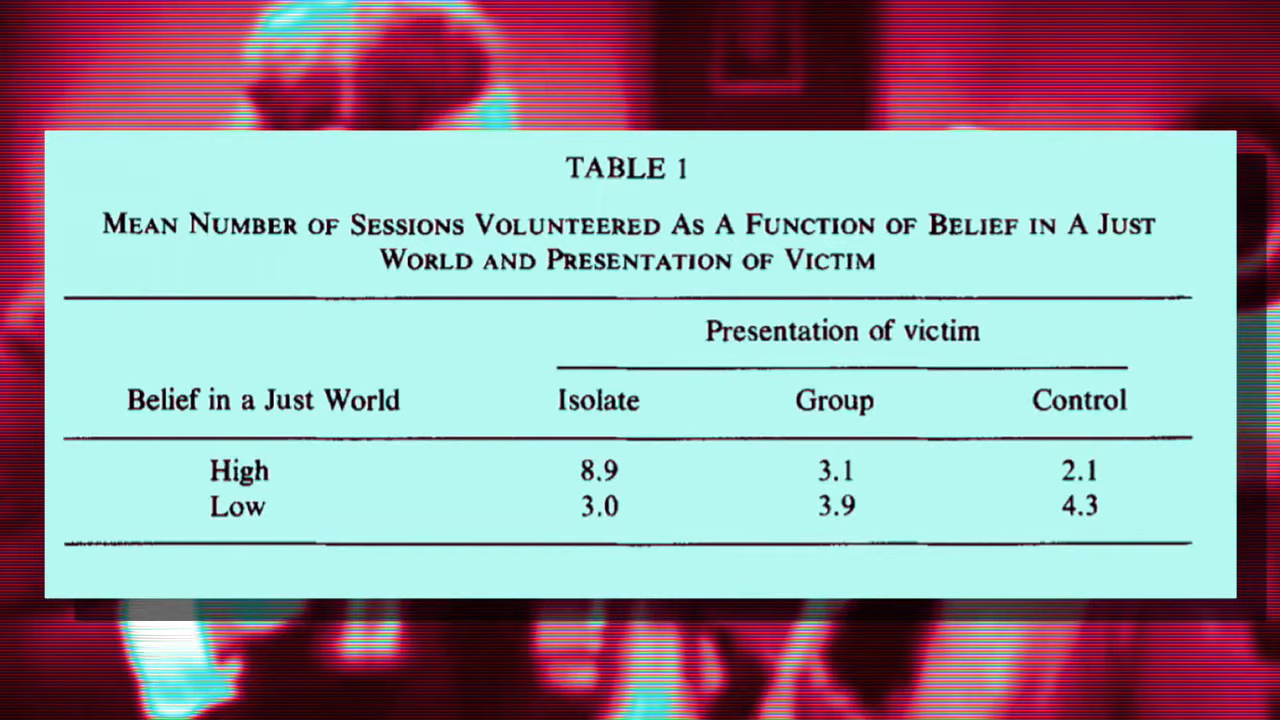 TABLE 1
MEAN NUMBER OF SESSIONS VOLUNTEERED AS A FUNCTION OF BELIEF IN A JUST
WORLD AND PRESENTATION OF VICTIM
Presentation of victim
Belief in a Just World Isolate Group Control
High 8.9 3.1 2.1
Low 3.0 3.9 4.3